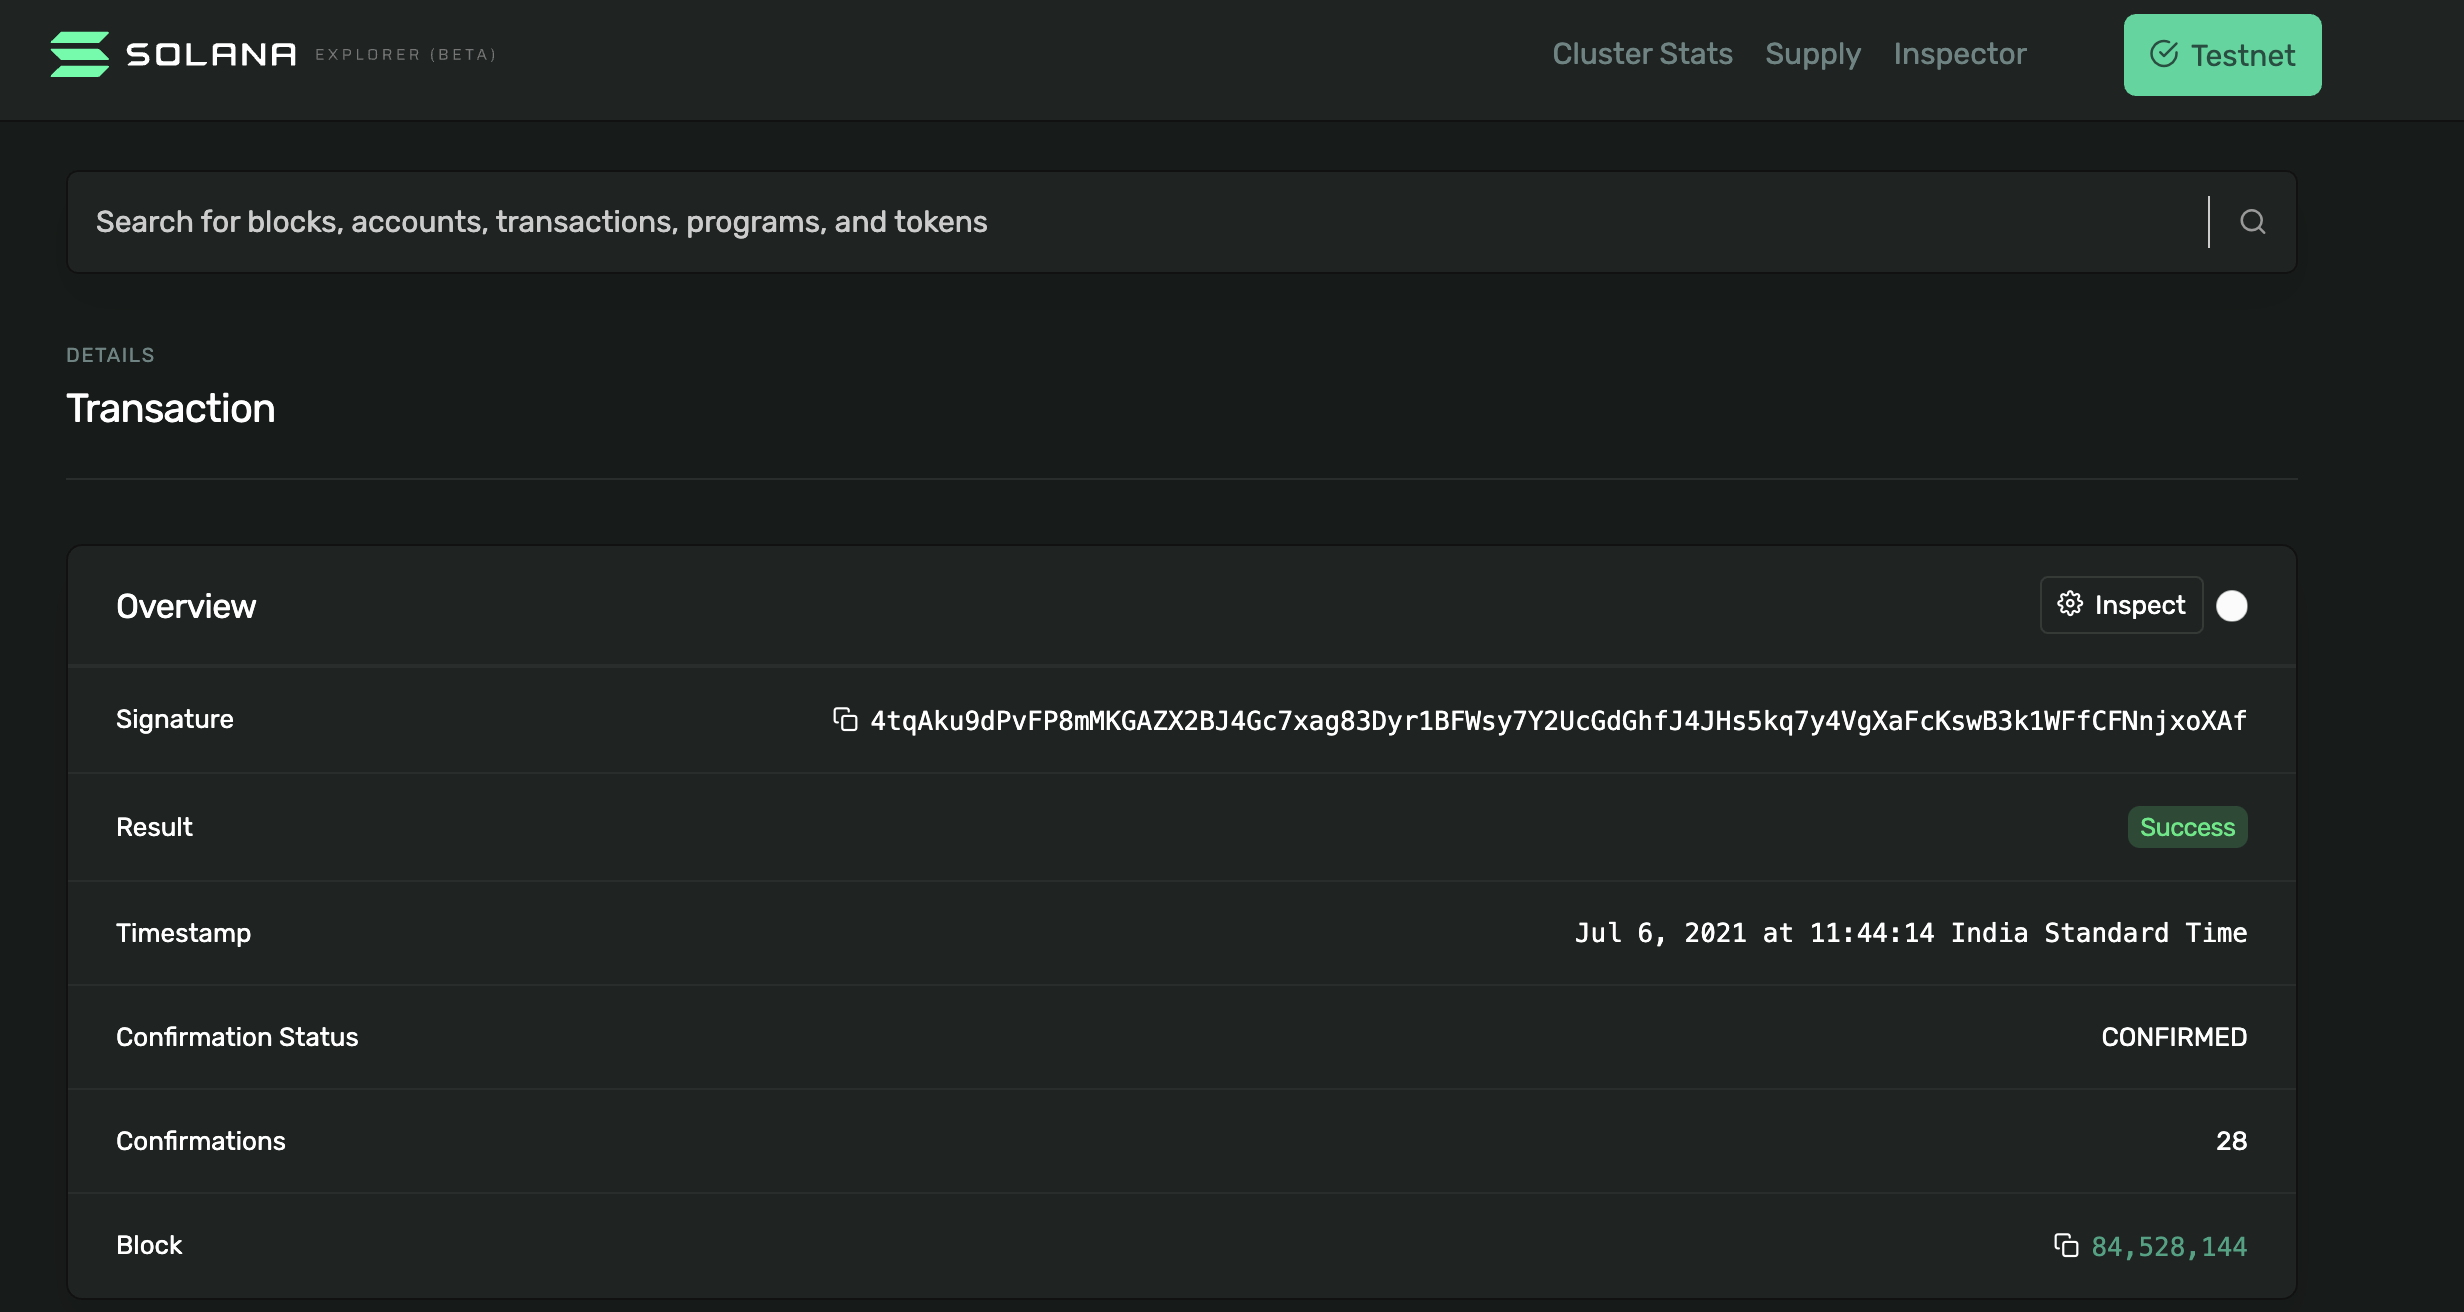 SOLANA EXPLORER (BETA)
Cluster Stats Supply Inspector Testnet
Search for blocks, accounts, transactions, programs, and tokens
DETAILS
Transaction
Overview Inspect
Signature 4tqAku9dPvFP8mMKGAZX2BJ4Gc7xag83Dyr1BFWsy7Y2UcGdGhfJ4JHs5kq7y4VgXaFcKswB3k1WFfCFNnjxoXAf
Result Success
Timestamp Jul 6, 2021 at 11:44:14 India Standard Time
Confirmation Status CONFIRMED
Confirmations 28
Block 84,528,144